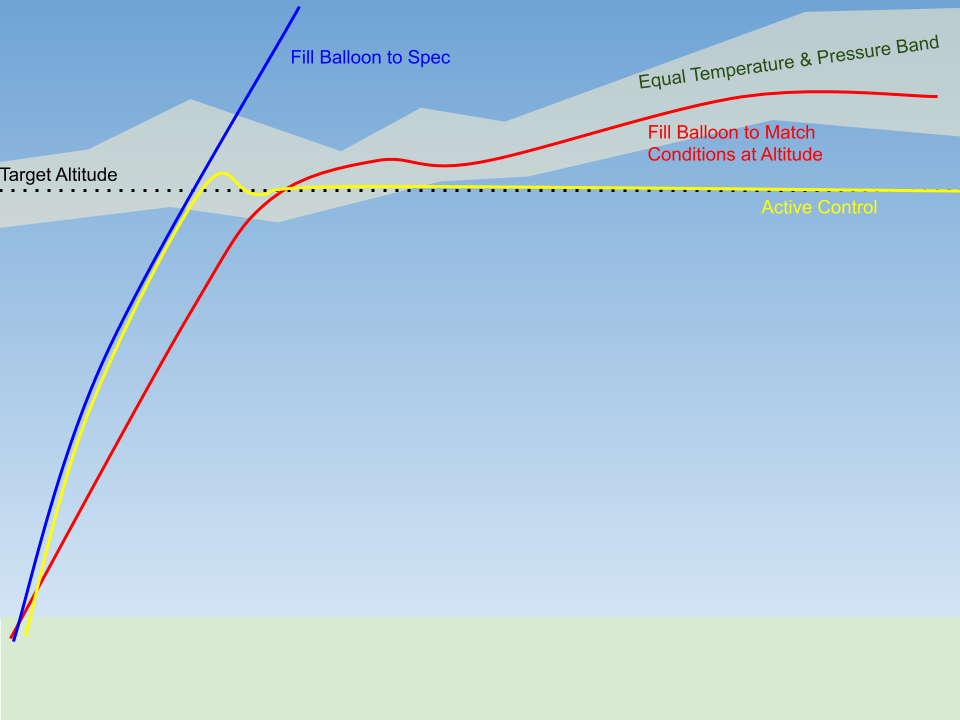 Fill Balloon to Spec
Equal Temperature & Pressure Band
Fill Balloon to Match
Conditions at Altitude
Target Altitude
Active Control